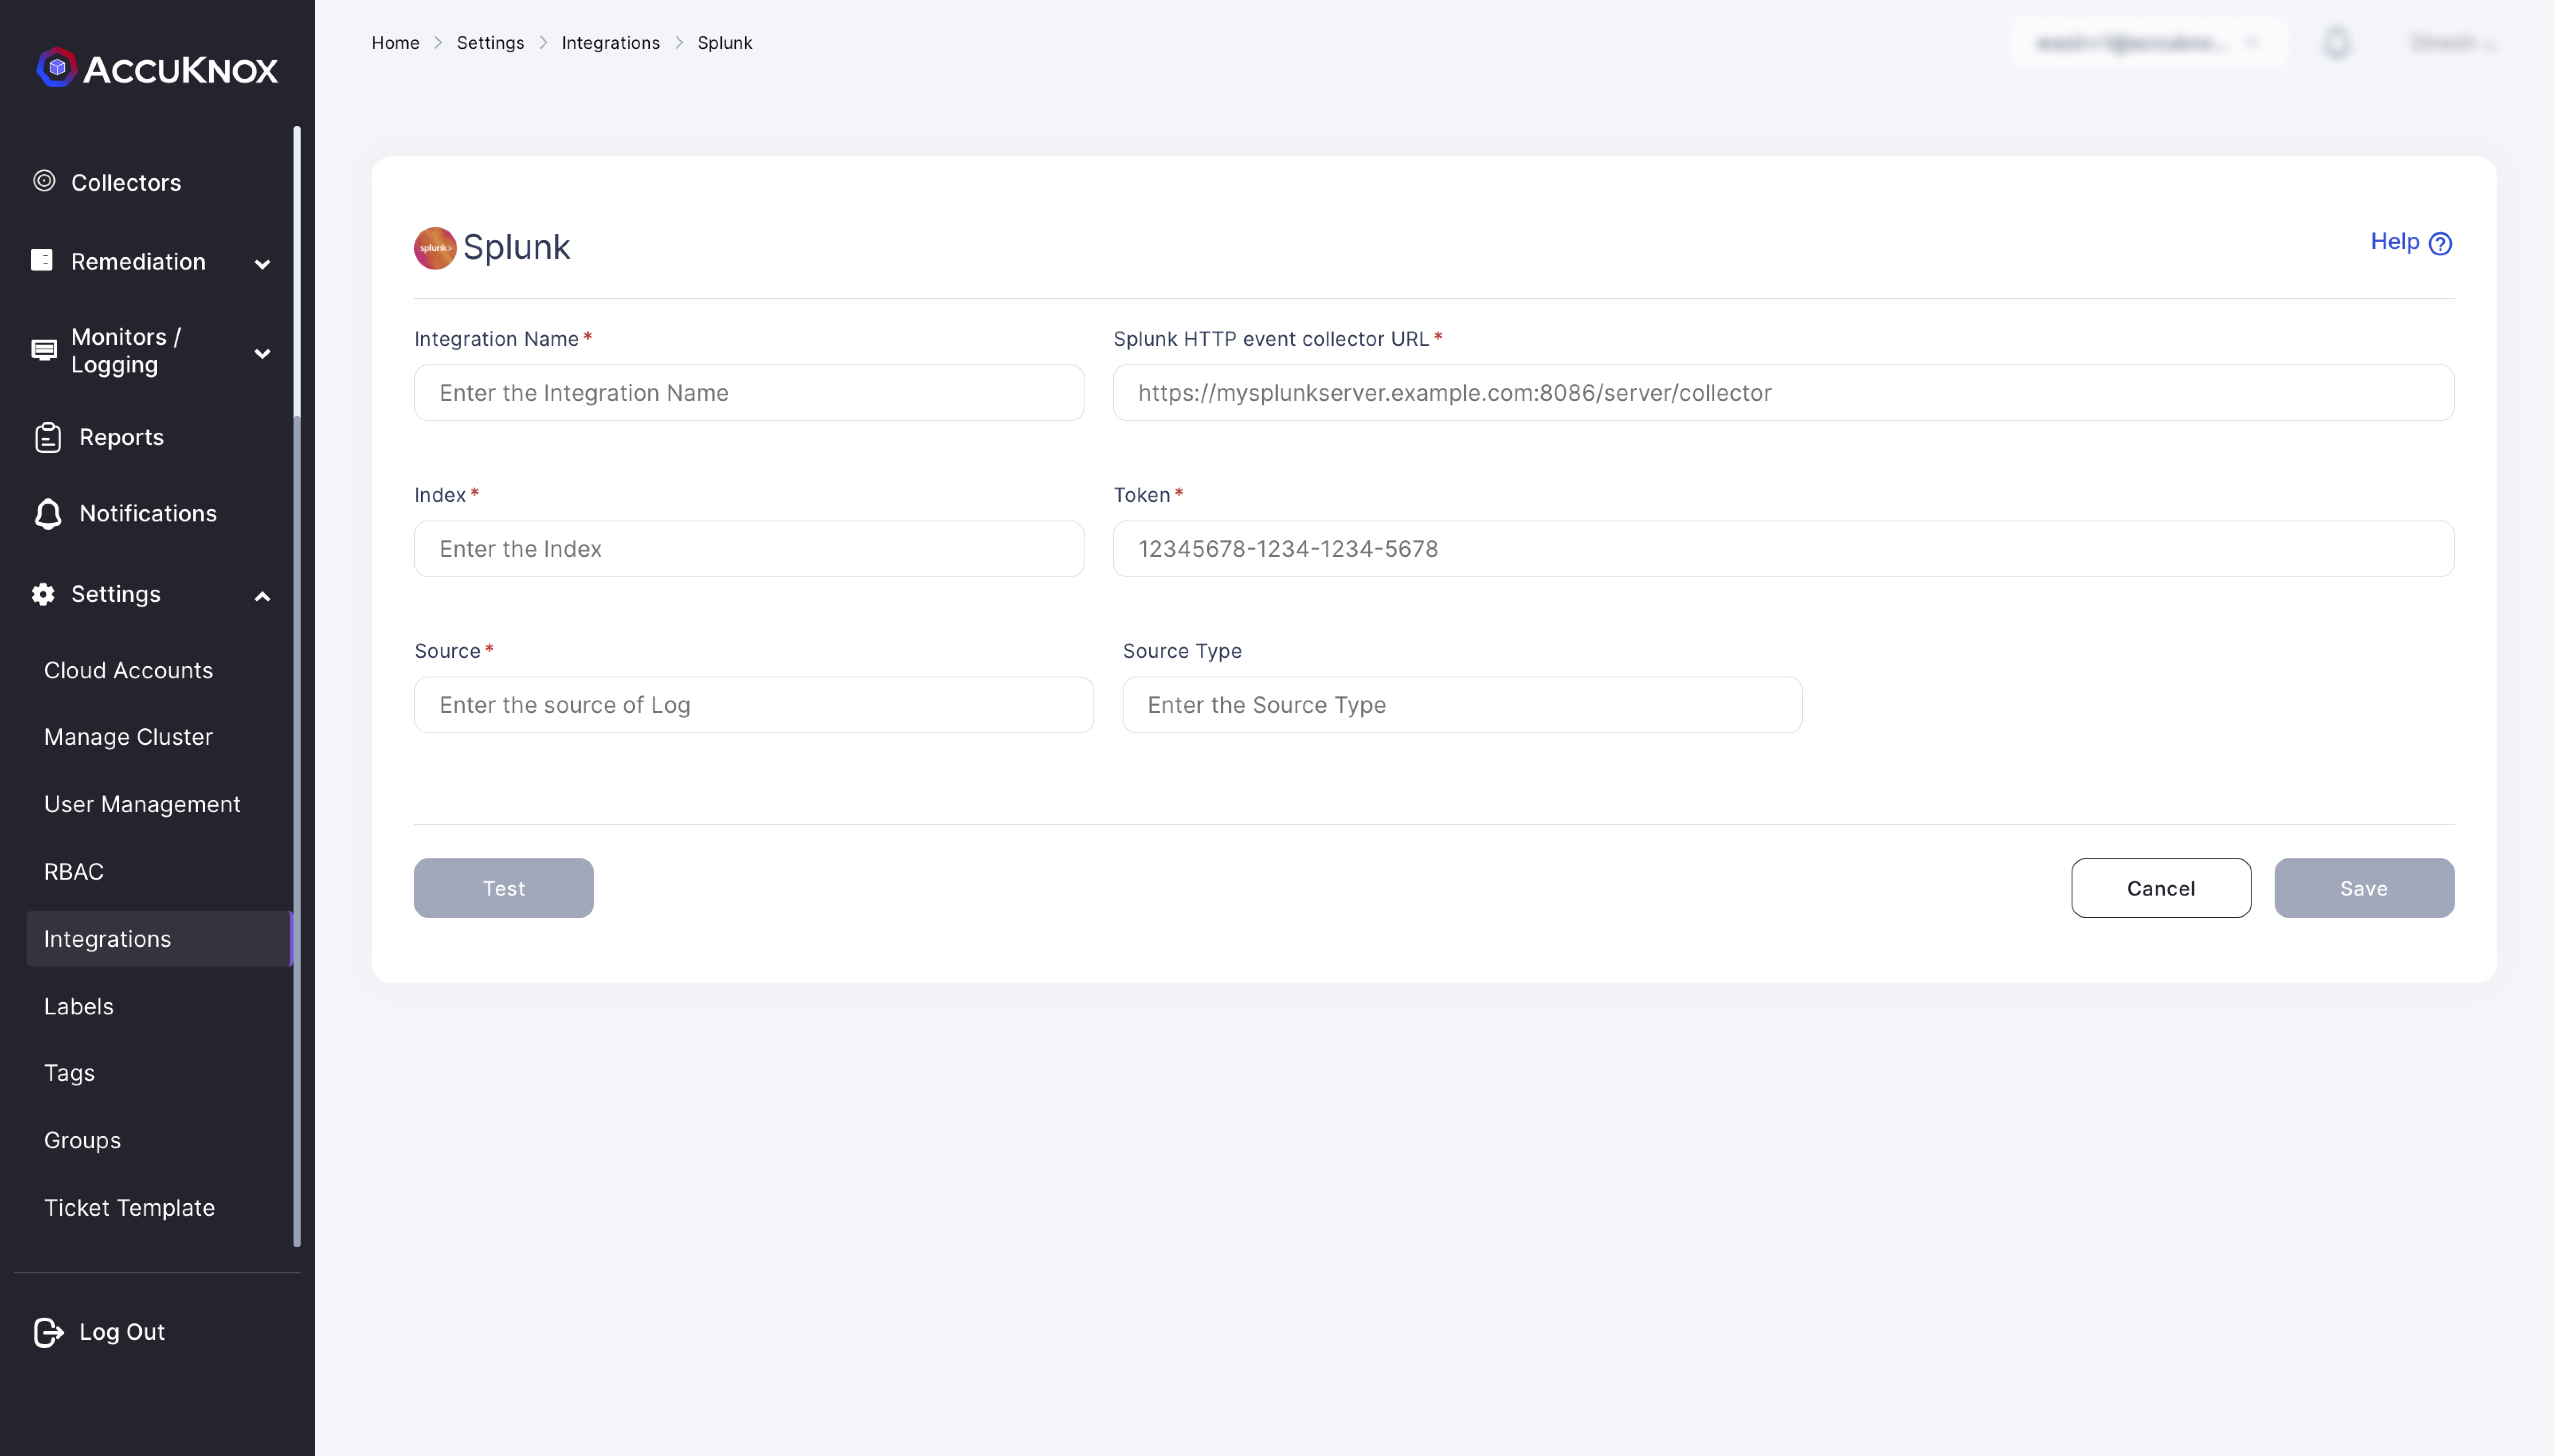 Home > Settings > Integrations > Splunk
ACCUKNOX
Collectors
Remediation
Monitors /
Logging
Reports
Notifications
Settings
Cloud Accounts
Manage Cluster
User Management
RBAC
Integrations
Labels
Tags
Groups
Ticket Template
Log Out
splunk> Splunk
Help
Integration Name*
Splunk HTTP event collector URL*
Enter the Integration Name
https://mysplunkserver.example.com:8086/server/collector
Index*
Token*
Enter the Index
12345678-1234-1234-5678
Source*
Source Type
Enter the source of Log
Enter the Source Type
Test
Cancel
Save